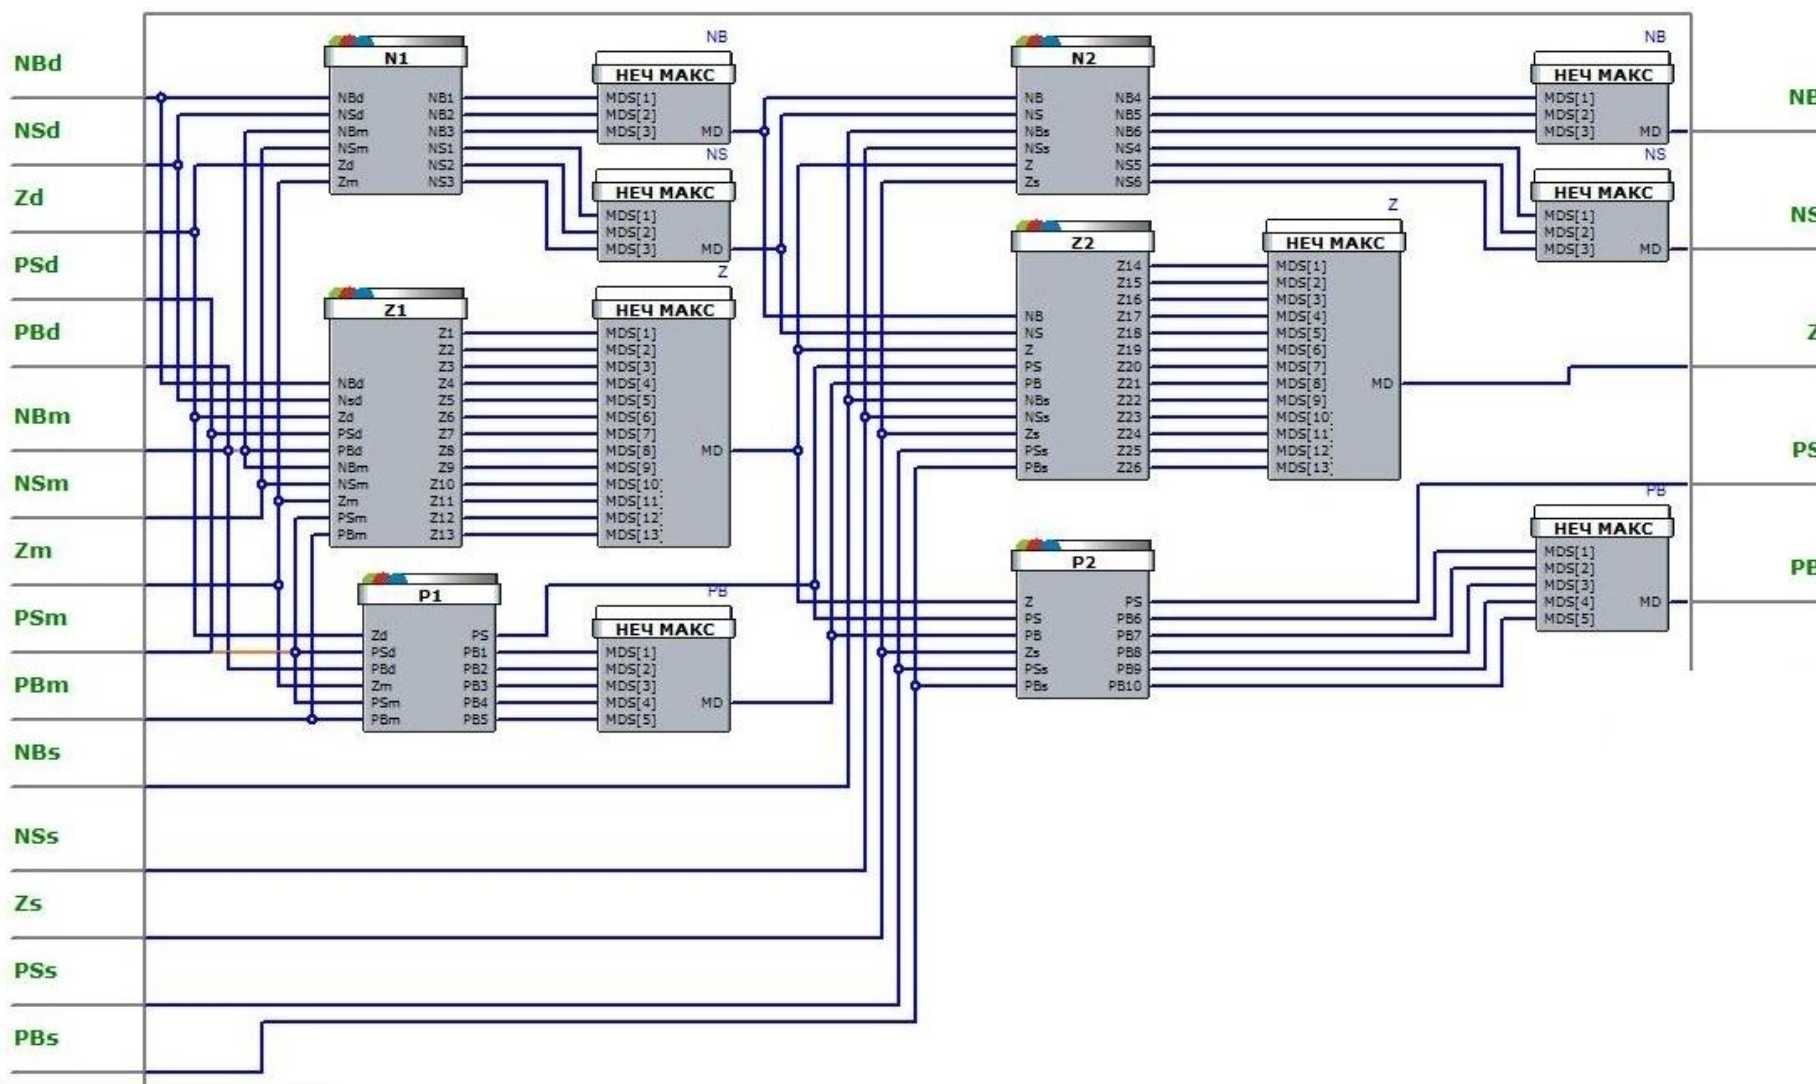 NBd
NSd
Zd
PSd
PBd
NBm
NSm
Zm
PSm
PBm
NBs
NSs
Zs
PSs
PBs
N1
NBd NB1
NSd NB2
NBm NB3
NSm NS1
Zd NS2
Zm NS3
NB
НЕЧ МАКС
MDS[1]
MDS[2]
MDS[3] MD
NS
НЕЧ МАКС
MDS[1]
MDS[2]
MDS[3] MD
Z1
Z1
Z2
Z3
NBd Z4
Nsd Z5
Zd Z6
PSd Z7
PBd Z8
NBm Z9
NSm Z10
Zm Z11
PSm Z12
PBm Z13
Z
НЕЧ МАКС
MDS[1]
MDS[2]
MDS[3]
MDS[4]
MDS[5]
MDS[6]
MDS[7]
MDS[8] MD
MDS[9]
MDS[10]
MDS[11]
MDS[12]
MDS[13]
P1
Zd PS
PSd PB1
PBd PB2
Zm PB3
PSm PB4
PBm PB5
PB
НЕЧ МАКС
MDS[1]
MDS[2]
MDS[3]
MDS[4] MD
MDS[5]
N2
NB NB4
NS NB5
NBs NB6
NSs NS4
Z NS5
Zs NS6
NB
НЕЧ МАКС
MDS[1]
MDS[2]
MDS[3] MD
NS
НЕЧ МАКС
MDS[1]
MDS[2]
MDS[3] MD
Z2
Z14
Z15
Z16
NB Z17
NS Z18
Z Z19
PS Z20
PB Z21
NBs Z22
NSs Z23
Zs Z24
PSs Z25
PBs Z26
Z
НЕЧ МАКС
MDS[1]
MDS[2]
MDS[3]
MDS[4]
MDS[5]
MDS[6]
MDS[7]
MDS[8] MD
MDS[9]
MDS[10]
MDS[11]
MDS[12]
MDS[13]
P2
Z PS
PS PB6
PB PB7
Zs PB8
PSs PB9
PBs PB10
PB
НЕЧ МАКС
MDS[1]
MDS[2]
MDS[3]
MDS[4] MD
MDS[5]
NB
NS
Z
PS
PB